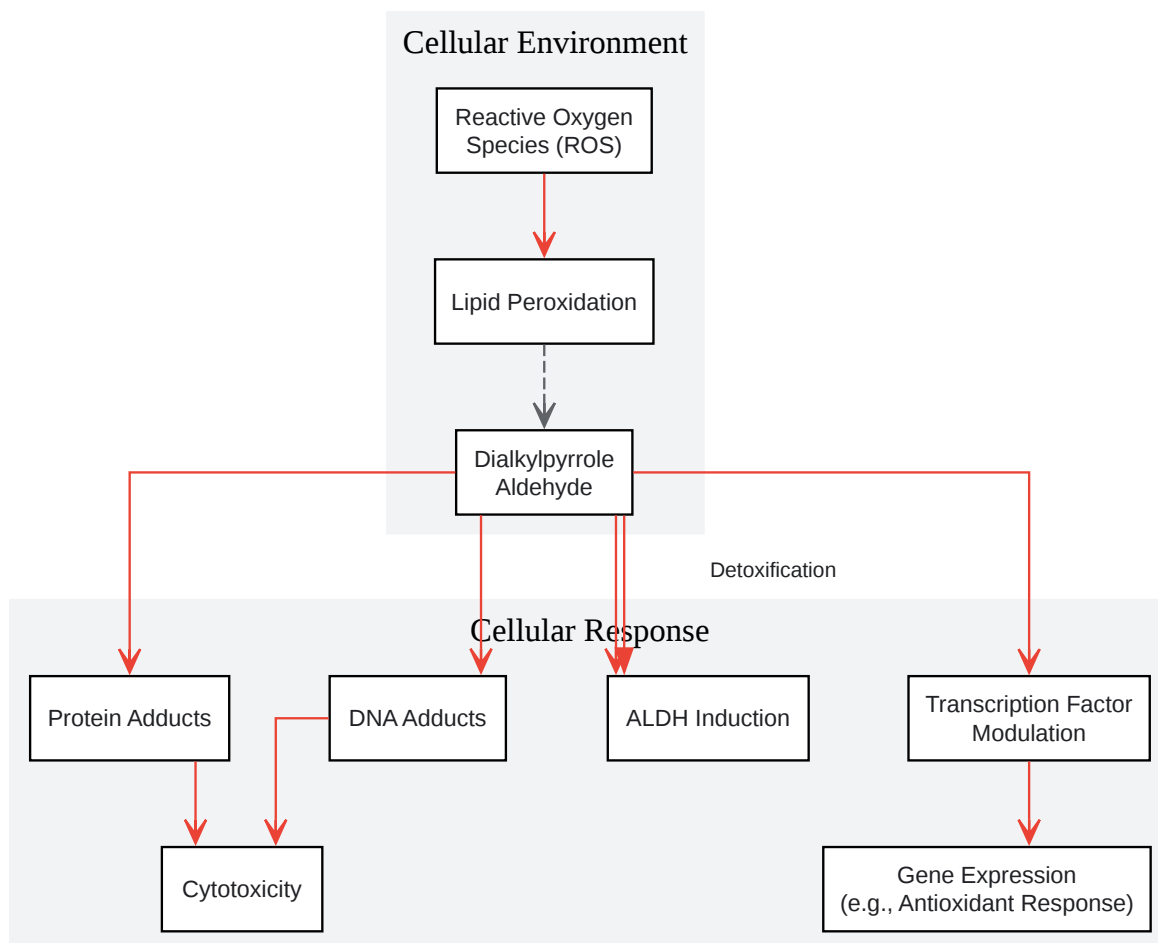 Cellular Environment
Reactive Oxygen
Species (ROS)
Lipid Peroxidation
Dialkylpyrrole
Aldehyde
Detoxification
Cellular Response
Protein Adducts
DNA Adducts
ALDH Induction
Transcription Factor
Modulation
Cytotoxicity
Gene Expression
(e.g., Antioxidant Response)